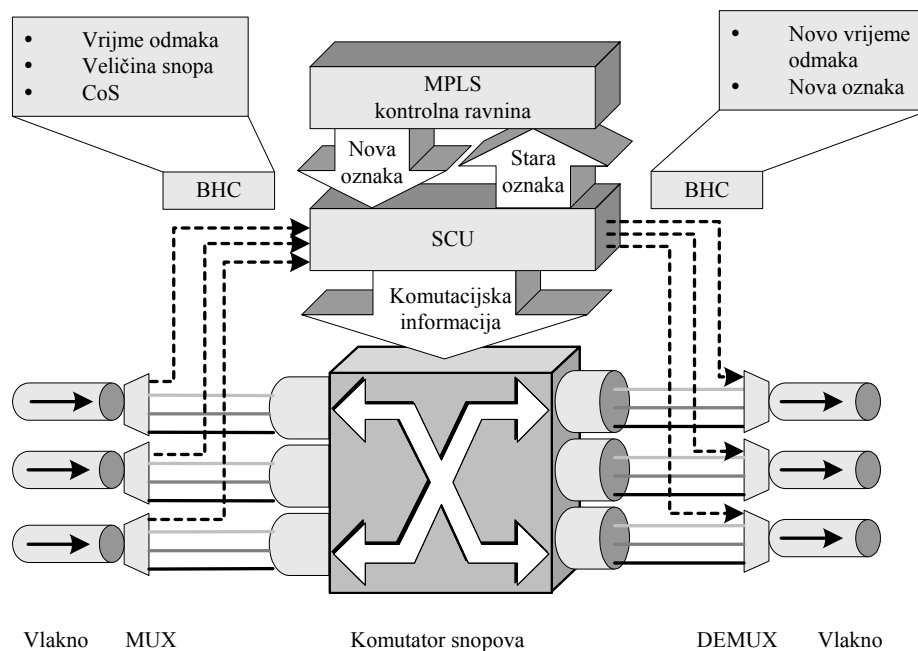 • Vrijme odmaka
• Veličina snopa
• CoS
MPLS
kontrolna ravnina
• Novo vrijeme
odmaka
• Nova oznaka
Nova
oznaka
Stara
oznaka
BHC
BHC
SCU
Komutacijska
informacija
Vlakno
MUX
Komutator snopova
DEMUX
Vlakno